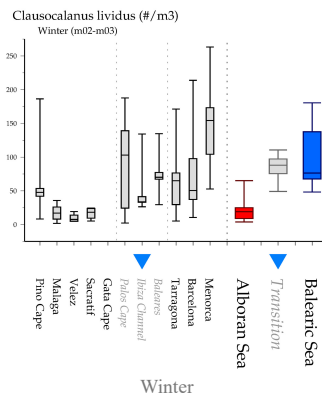 Clausocalanus lividus (#/m3)
Winter (m02-m03)
250
200
150
100
50
0
Pino Cape
Malaga
Velez
Sacratif
Gata Cape
Palos Cape
Ibiza Channel
Baleares
Tarragona
Barcelona
Menorca
Alboran Sea
Transition
Balearic Sea
Winter